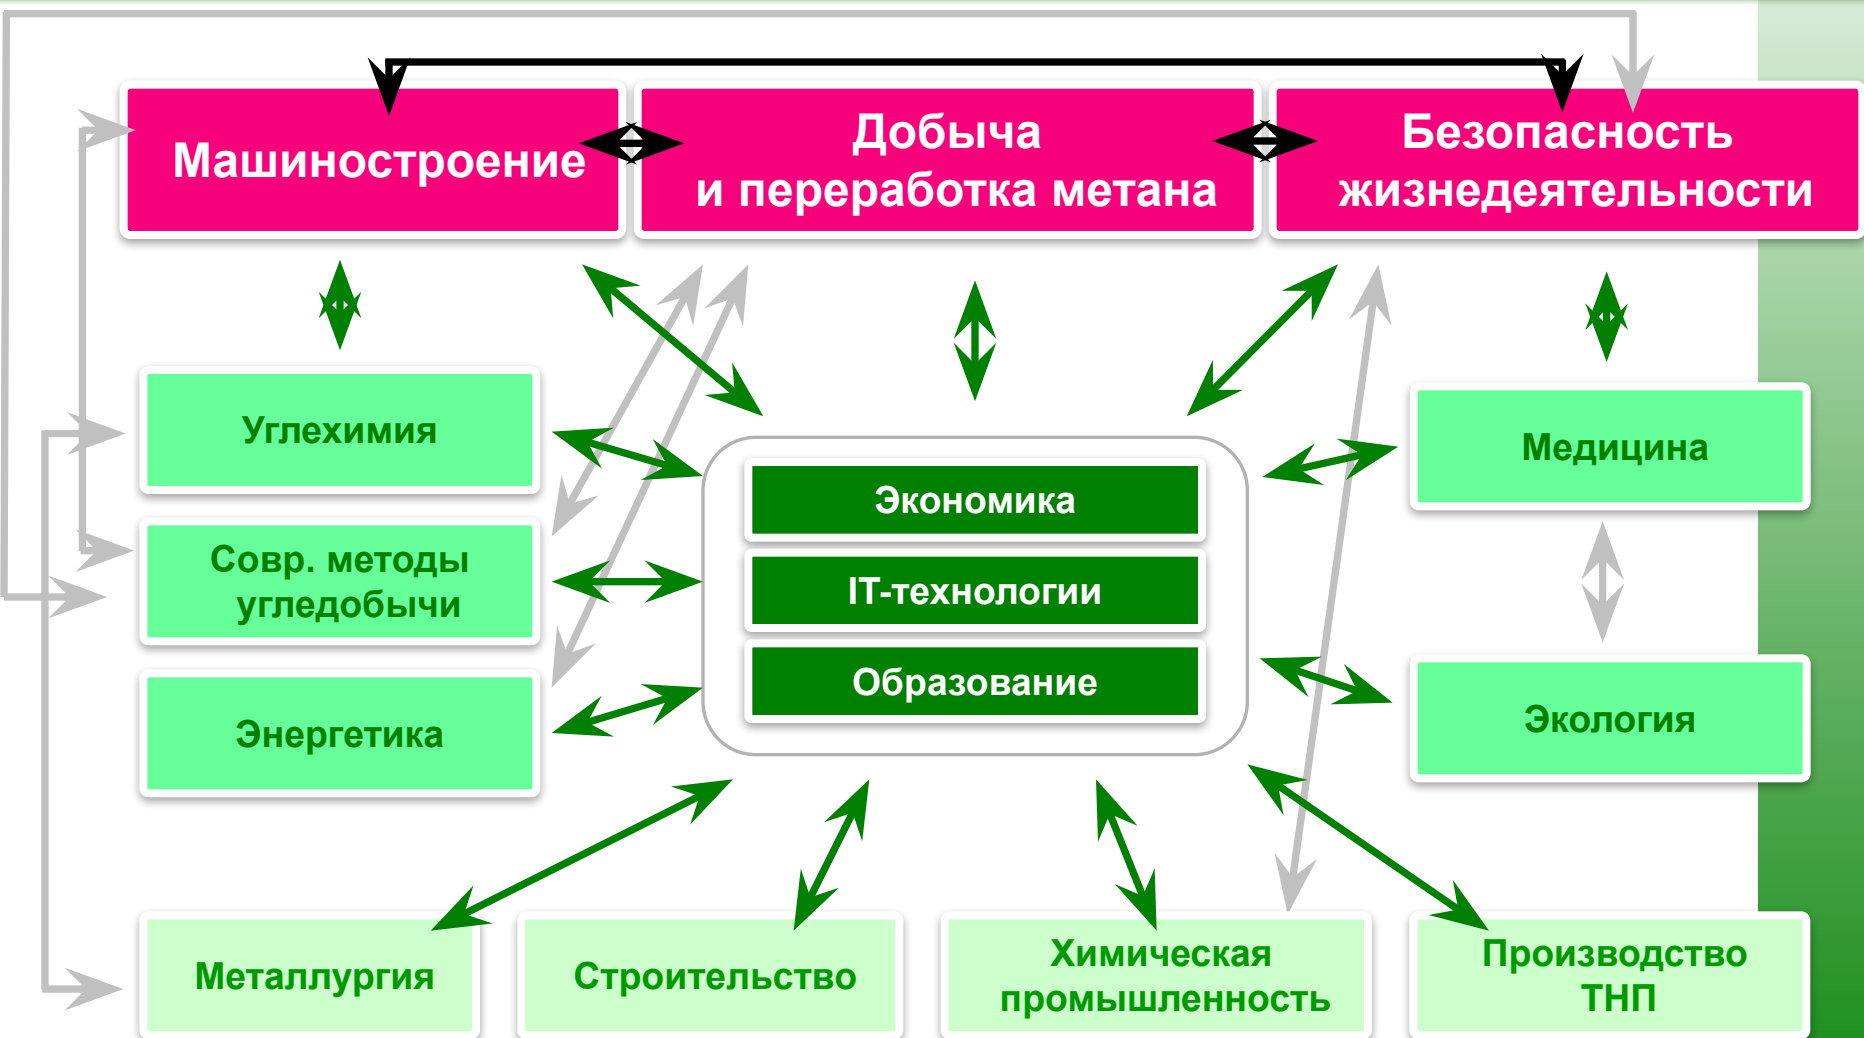 Машиностроение
Добыча
и переработка метана
Безопасность
жизнедеятельности
Углехимия
Медицина
Экономика
Совр. методы
угледобычи
IT-технологии
Образование
Энергетика
Экология
Металлургия
Строительство
Химическая
промышленность
Производство
ТНП